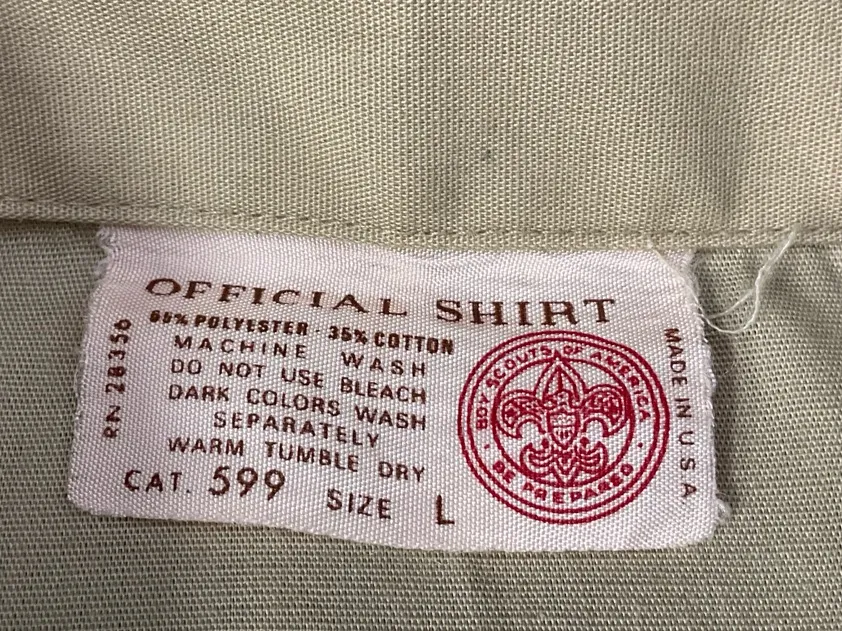 OFFICIAL SHIRT
65% POLYESTER · 35% COTTON
MACHINE WASH
DO NOT USE BLEACH
DARK COLORS WASH
SEPARATELY
WARM TUMBLE DRY
CAT. 599 SIZE L
RN 28356
BOY SCOUTS OF AMERICA
· BE PREPARED ·
MADE IN USA